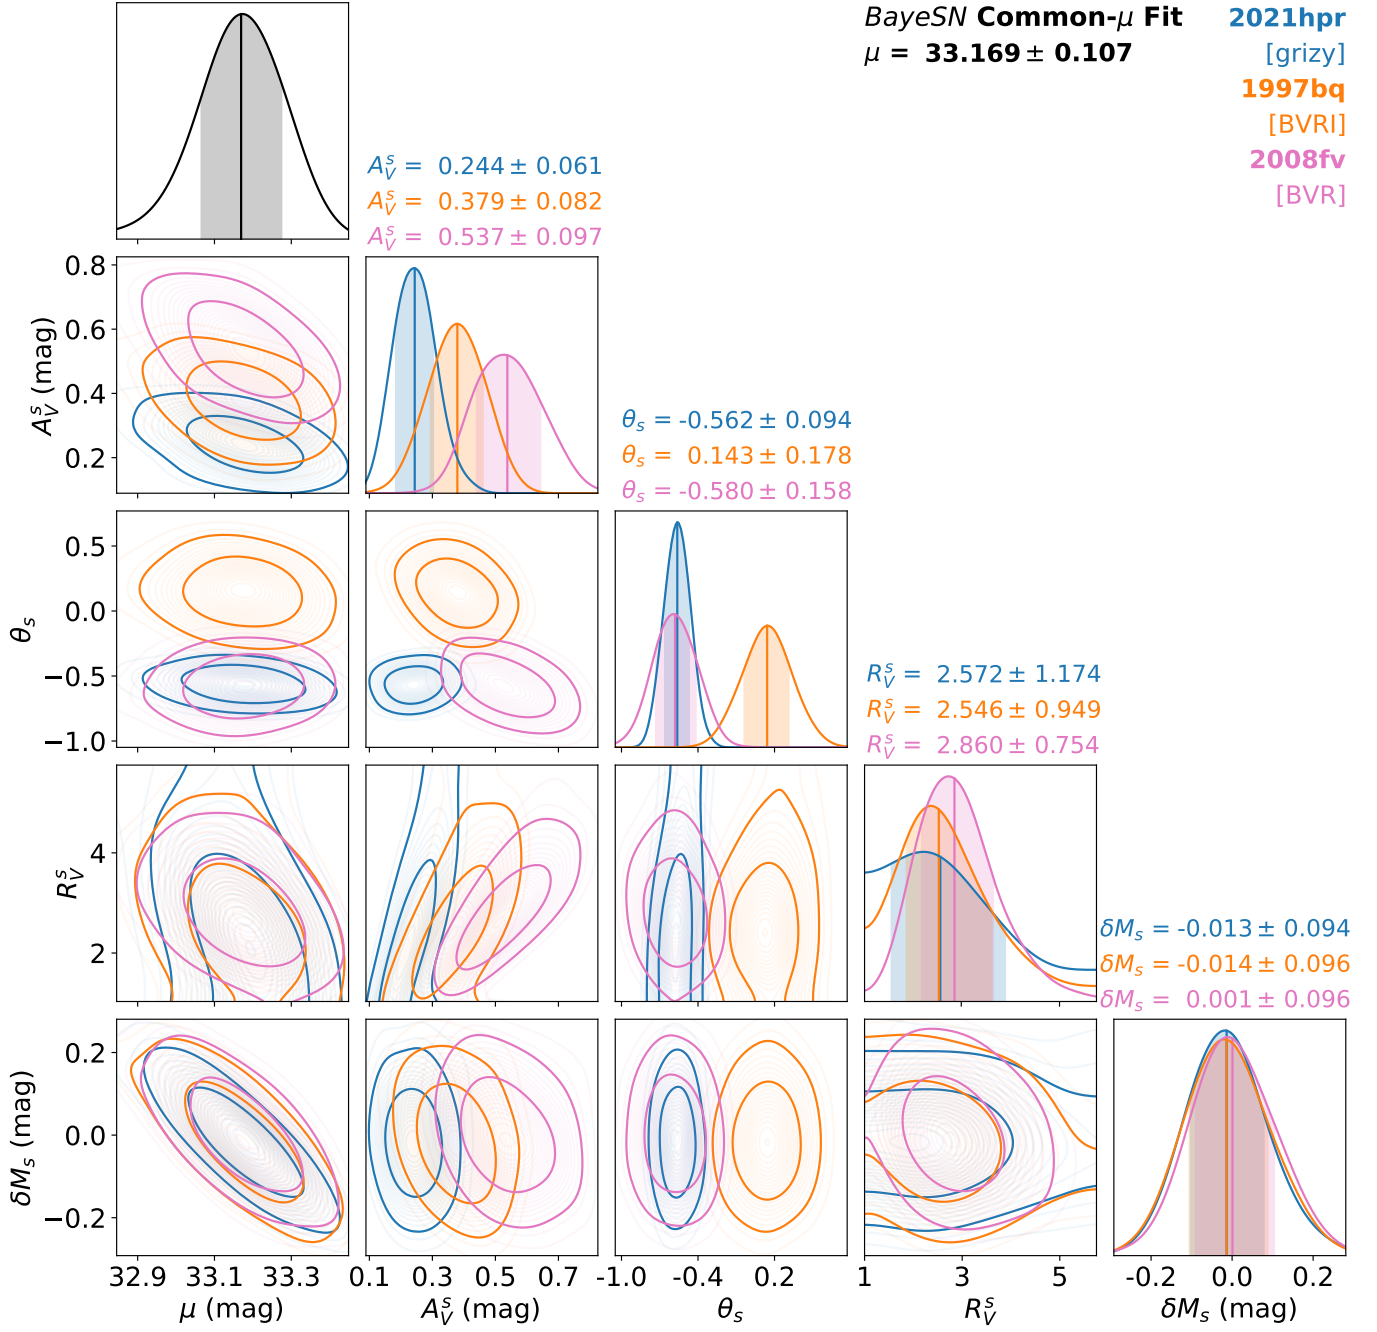 BayeSN Common-μ Fit
μ = 33.169 ± 0.107
2021hpr
[grizy]
1997bq
[BVRI]
2008fv
[BVR]
A_V^s = 0.244 ± 0.061
A_V^s = 0.379 ± 0.082
A_V^s = 0.537 ± 0.097
0.8
0.6
0.4
0.2
A_V^s (mag)
θ_s = -0.562 ± 0.094
θ_s = 0.143 ± 0.178
θ_s = -0.580 ± 0.158
0.5
0.0
−0.5
−1.0
θ_s
R_V^s = 2.572 ± 1.174
R_V^s = 2.546 ± 0.949
R_V^s = 2.860 ± 0.754
4
2
R_V^s
δM_s = -0.013 ± 0.094
δM_s = -0.014 ± 0.096
δM_s = 0.001 ± 0.096
0.2
0.0
−0.2
δM_s (mag)
32.9 33.1 33.3
0.1 0.3 0.5 0.7
-1.0 -0.4 0.2
1 3 5
-0.2 0.0 0.2
μ (mag)
A_V^s (mag)
θ_s
R_V^s
δM_s (mag)